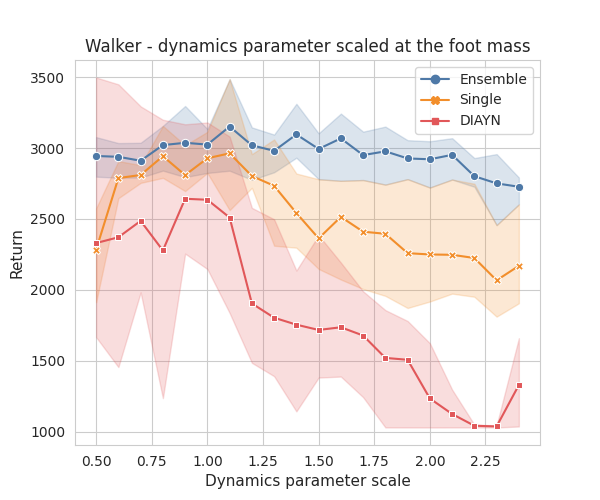 Walker - dynamics parameter scaled at the foot mass
Ensemble
Single
DIAYN
3500
3000
2500
2000
1500
1000
Return
0.50 0.75 1.00 1.25 1.50 1.75 2.00 2.25
Dynamics parameter scale